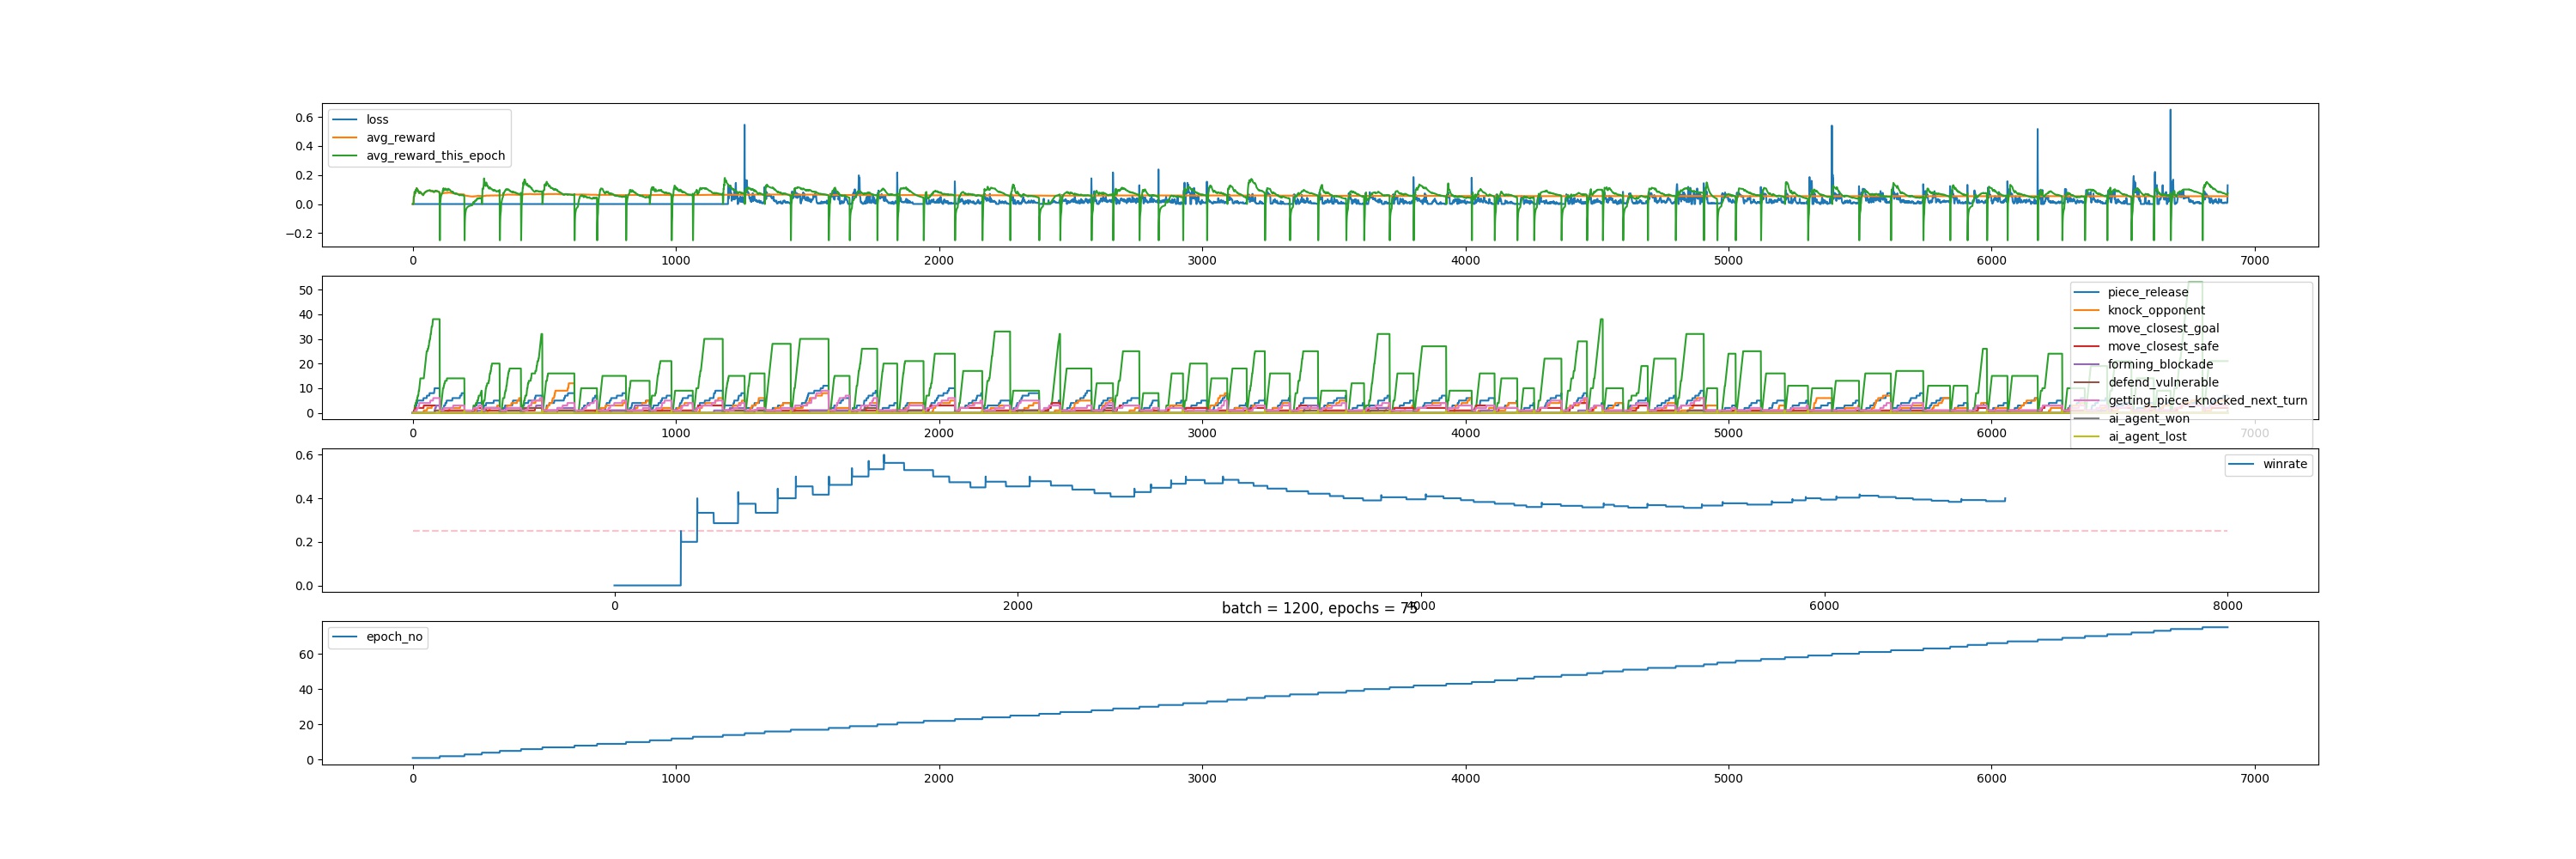 loss
avg_reward
avg_reward_this_epoch
0.6
0.4
0.2
0.0
−0.2
0 1000 2000 3000 4000 5000 6000 7000
piece_release
knock_opponent
move_closest_goal
move_closest_safe
forming_blockade
defend_vulnerable
getting_piece_knocked_next_turn
ai_agent_won
ai_agent_lost
50
40
30
20
10
0
0 1000 2000 3000 4000 5000 6000 7000
winrate
0.6
0.4
0.2
0.0
0 2000 4000 6000 8000
batch = 1200, epochs = 75
epoch_no
60
40
20
0
0 1000 2000 3000 4000 5000 6000 7000